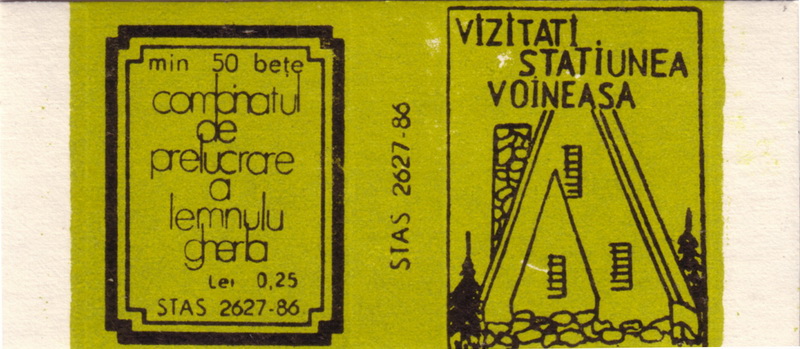 min 50 bețe
combinatul
de
prelucrare
a
lemnulu
gherla
Lei 0,25
STAS 2627-86
STAS 2627-86
VIZITATI
STATIUNEA
VOINEASA